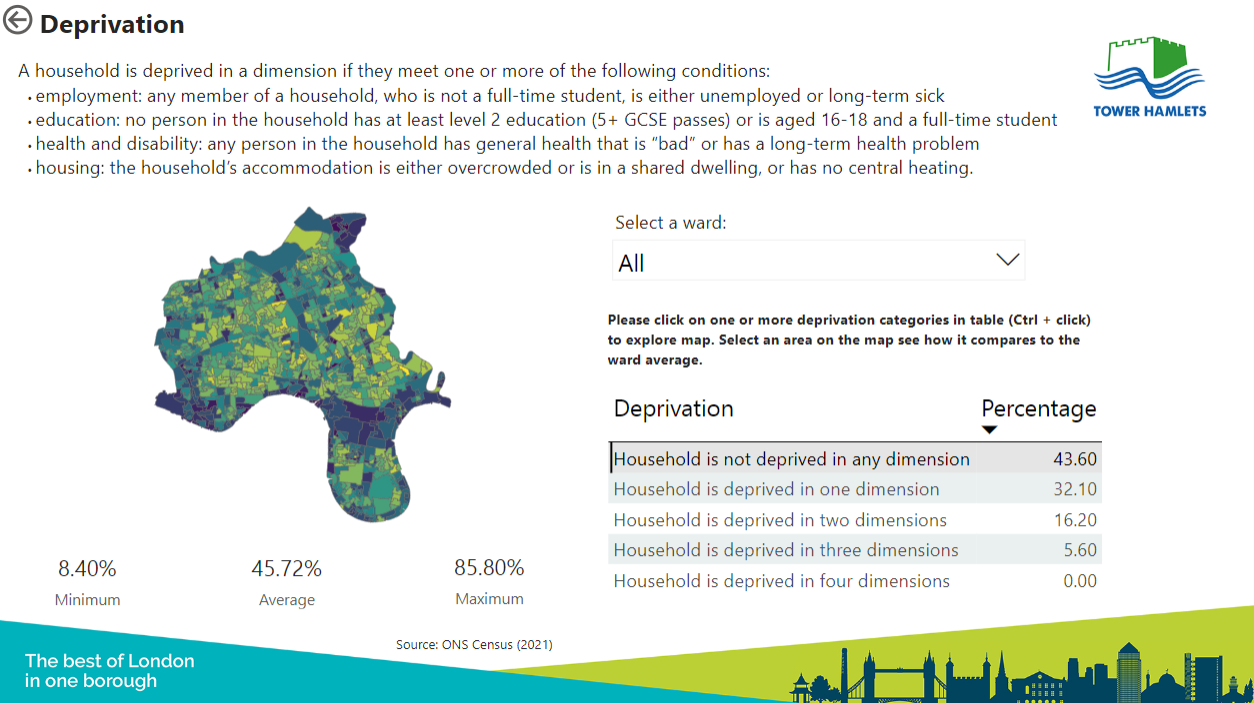 Deprivation
TOWER HAMLETS
A household is deprived in a dimension if they meet one or more of the following conditions:
• employment: any member of a household, who is not a full-time student, is either unemployed or long-term sick
• education: no person in the household has at least level 2 education (5+ GCSE passes) or is aged 16-18 and a full-time student
• health and disability: any person in the household has general health that is “bad” or has a long-term health problem
• housing: the household’s accommodation is either overcrowded or is in a shared dwelling, or has no central heating.
Select a ward:
All
Please click on one or more deprivation categories in table (Ctrl + click)
to explore map. Select an area on the map see how it compares to the
ward average.
Deprivation Percentage
Household is not deprived in any dimension 43.60
Household is deprived in one dimension 32.10
Household is deprived in two dimensions 16.20
Household is deprived in three dimensions 5.60
Household is deprived in four dimensions 0.00
8.40% 45.72% 85.80%
Minimum Average Maximum
Source: ONS Census (2021)
The best of London
in one borough